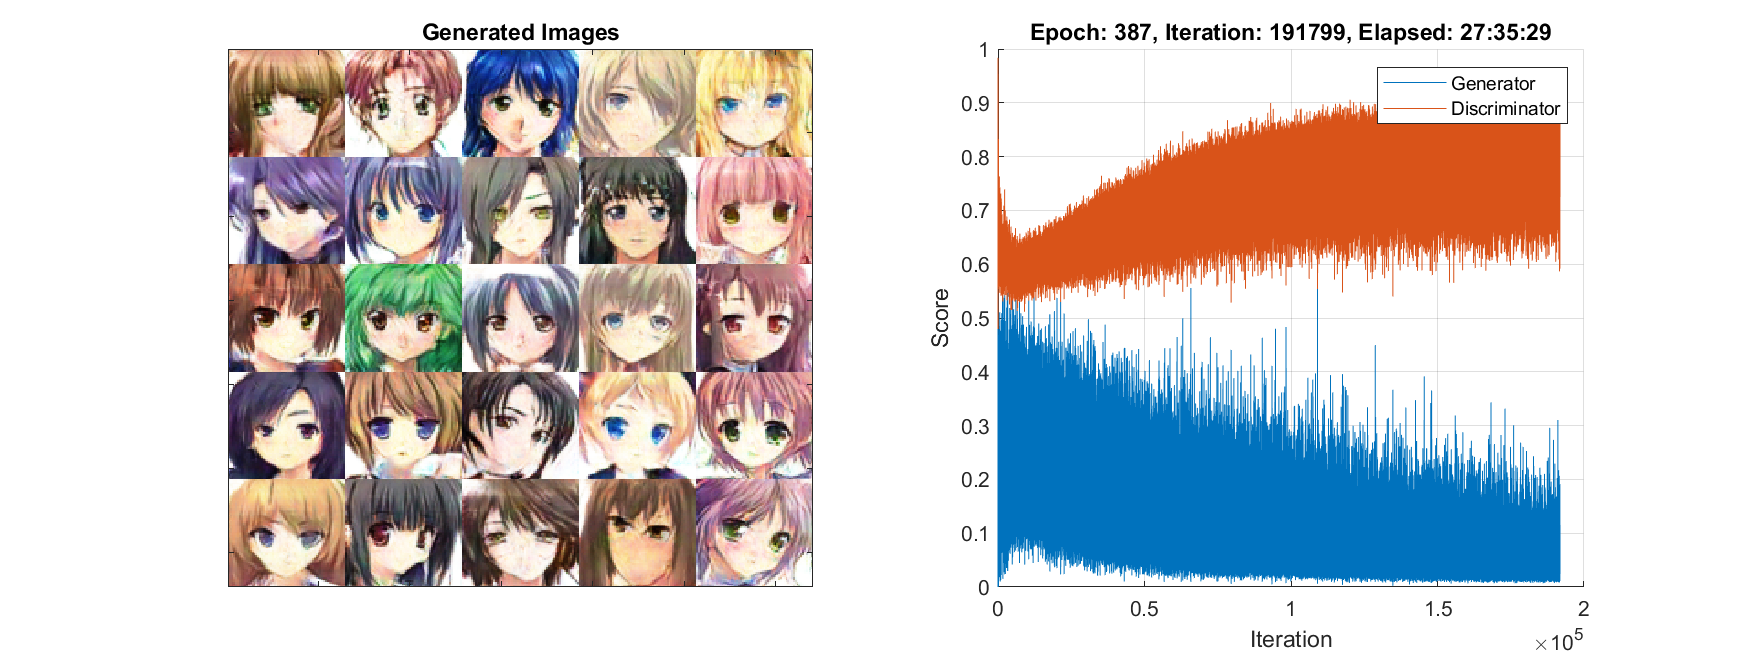 Generated Images
Epoch: 387, Iteration: 191799, Elapsed: 27:35:29
1
0.9
0.8
0.7
0.6
0.5
0.4
0.3
0.2
0.1
0
Score
Generator
Discriminator
0
0.5
1
1.5
2
×10^5
Iteration